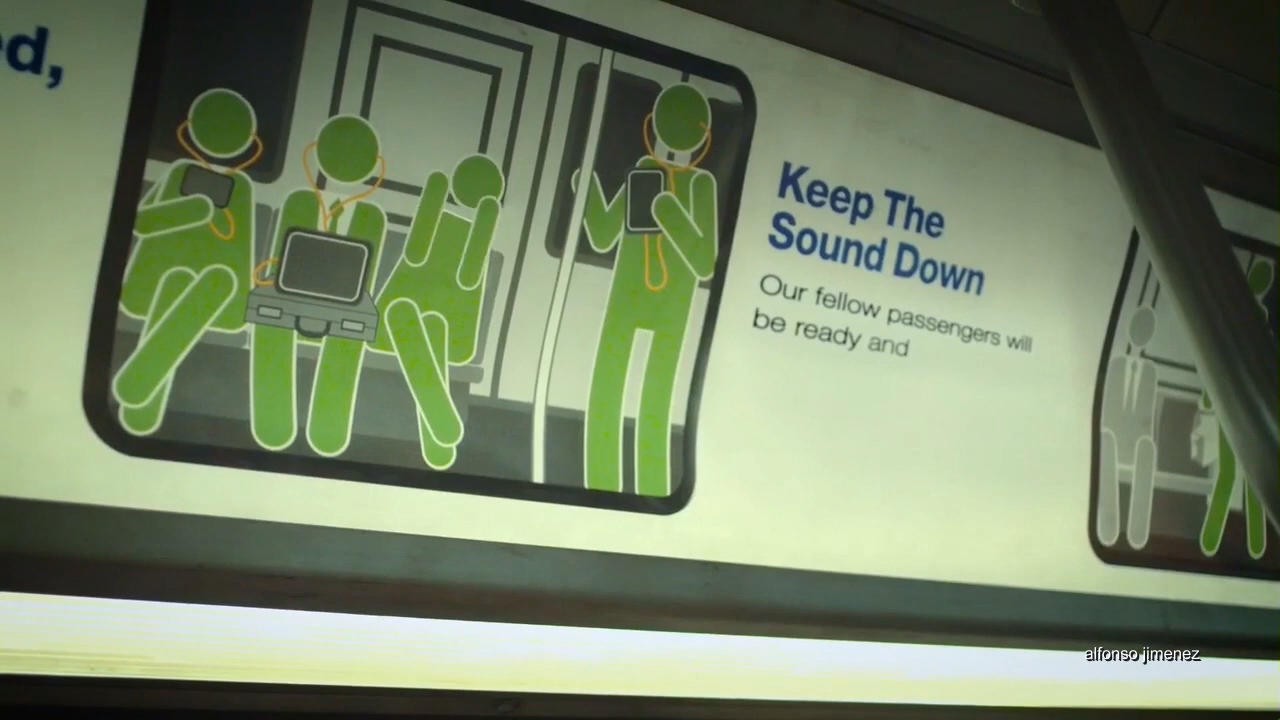 ed,
Keep The
Sound Down
Our fellow passengers will
be ready and
alfonso jimenez